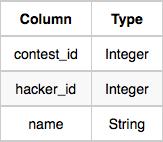 Column Type
contest_id Integer
hacker_id Integer
name String